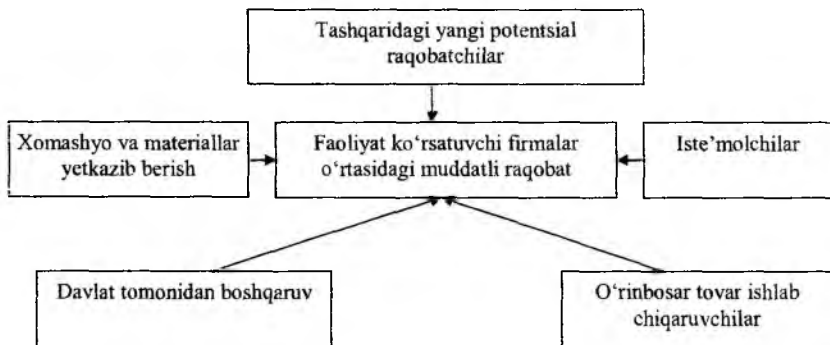 Tashqaridagi yangi potentsial
raqobatchilar
Xomashyo va materiallar
yetkazib berish
Faoliyat ko‘rsatuvchi firmalar
o‘rtasidagi muddatli raqobat
Iste’molchilar
Davlat tomonidan boshqaruv
O‘rinbosar tovar ishlab
chiqaruvchilar